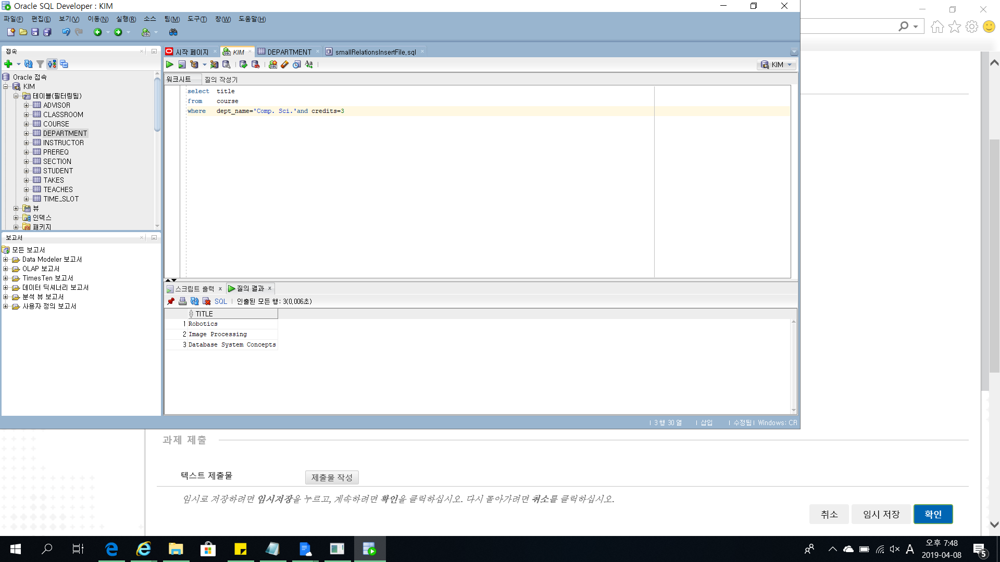 Oracle SQL Developer : KIM
파일(F) 편집(E) 보기(V) 이동(N) 실행(R) 소스 팀(M) 도구(T) 창(W) 도움말(H)
접속
Oracle 접속
KIM
테이블(필터링됨)
ADVISOR
CLASSROOM
COURSE
DEPARTMENT
INSTRUCTOR
PREREQ
SECTION
STUDENT
TAKES
TEACHES
TIME_SLOT
뷰
인덱스
패키지
보고서
모든 보고서
Data Modeler 보고서
OLAP 보고서
TimesTen 보고서
데이터 딕셔너리 보고서
분석 뷰 보고서
사용자 정의 보고서
시작 페이지 KIM DEPARTMENT smallRelationsInsertFile.sql
KIM
워크시트 질의 작성기
select title
from course
where dept_name='Comp. Sci.'and credits=3
스크립트 출력 x 질의 결과 x
SQL | 인출된 모든 행: 3(0.006초)
TITLE
1 Robotics
2 Image Processing
3 Database System Concepts
3 행 30 열 삽입 수정됨 Windows: CR
과제 제출
텍스트 제출물 제출물 작성
임시로 저장하려면 임시저장을 누르고, 계속하려면 확인을 클릭하십시오. 다시 돌아가려면 취소를 클릭하십시오.
취소 임시 저장 확인
A
오후 7:48
2019-04-08
5